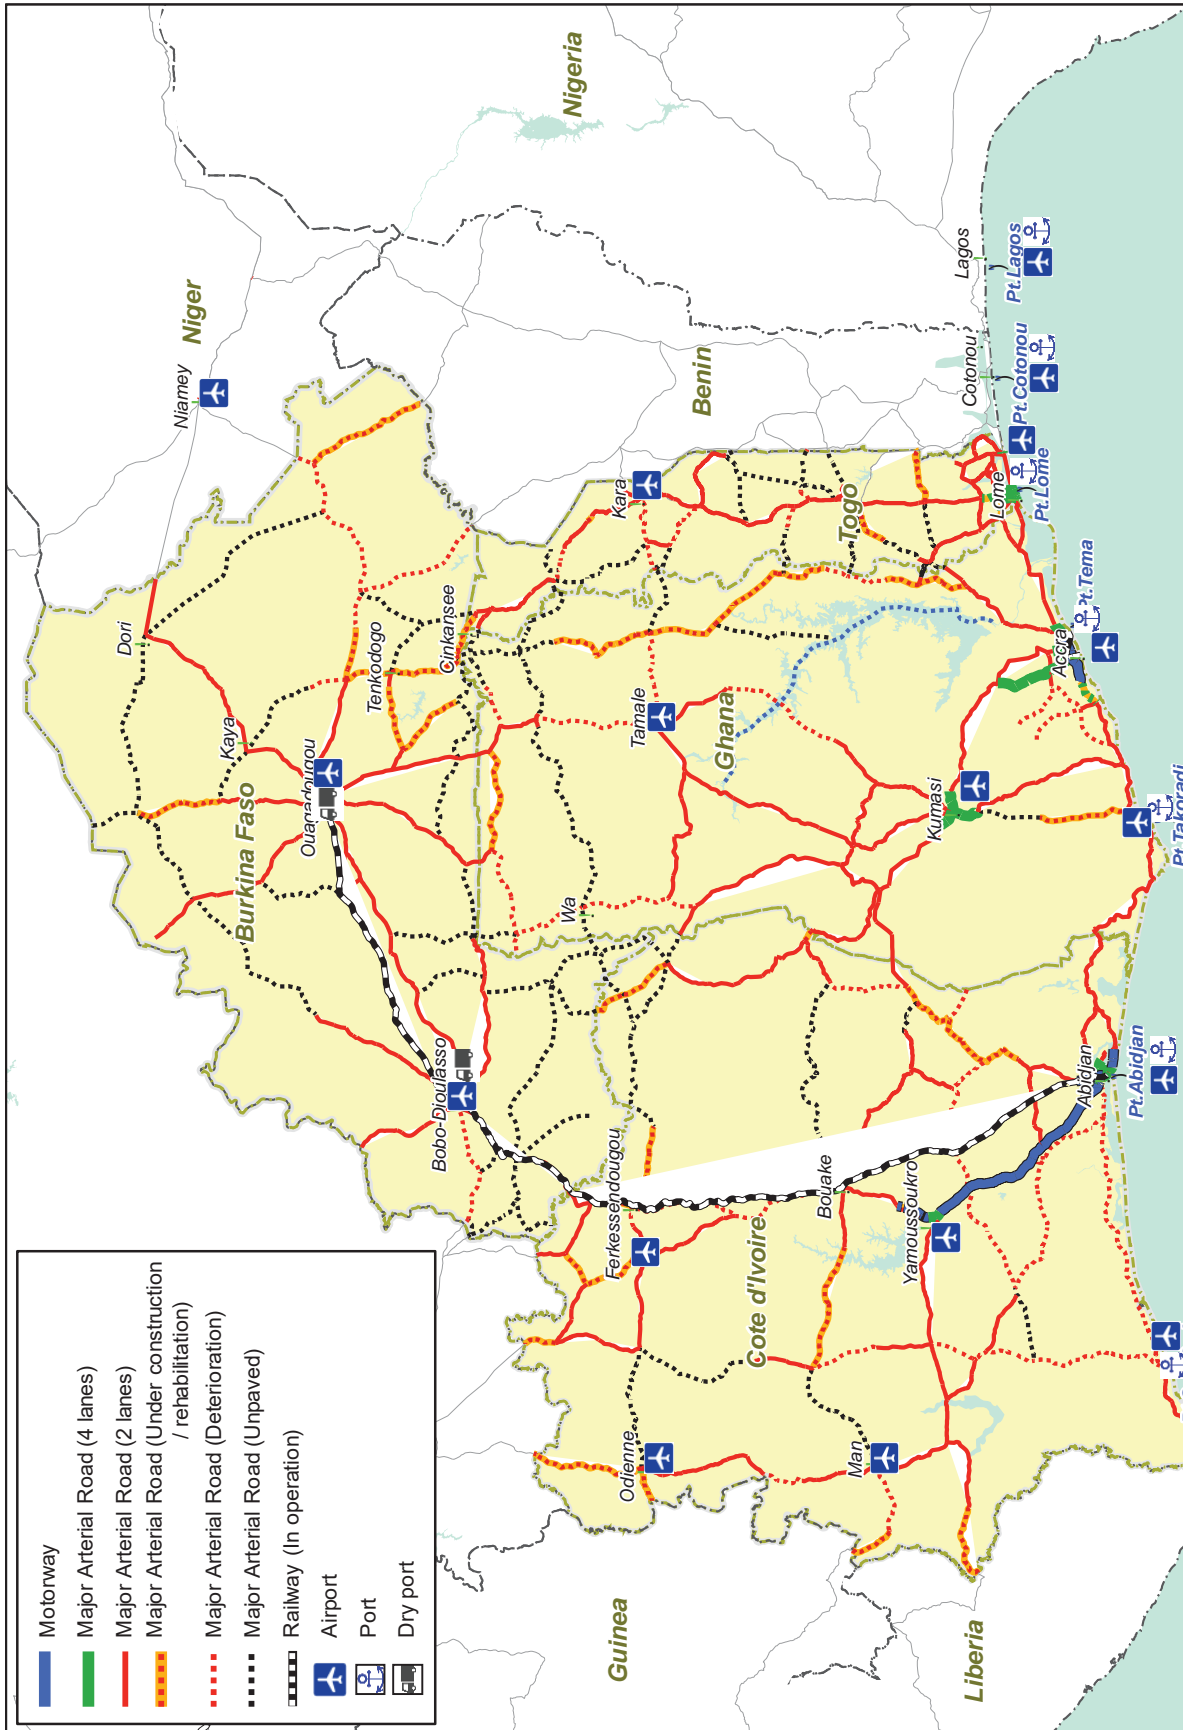 Motorway
Major Arterial Road (4 lanes)
Major Arterial Road (2 lanes)
Major Arterial Road (Under construction
/ rehabilitation)
Major Arterial Road (Deterioration)
Major Arterial Road (Unpaved)
Railway (In operation)
Airport
Port
Dry port
Niger
Nigeria
Niamey
Burkina Faso
Dori
Kaya
Ouagadougou
Tenkodogo
Cinkansee
Bobo-Dioulasso
Benin
Togo
Kara
Ghana
Tamale
Wa
Kumasi
Accra
Pt.Tema
Pt.Takoradi
Lome
Pt.Lome
Cotonou
Pt.Cotonou
Lagos
Pt.Lagos
Cote d'Ivoire
Ferkessendougou
Bouake
Yamoussoukro
Abidjan
Pt.Abidjan
Odienne
Man
Guinea
Liberia